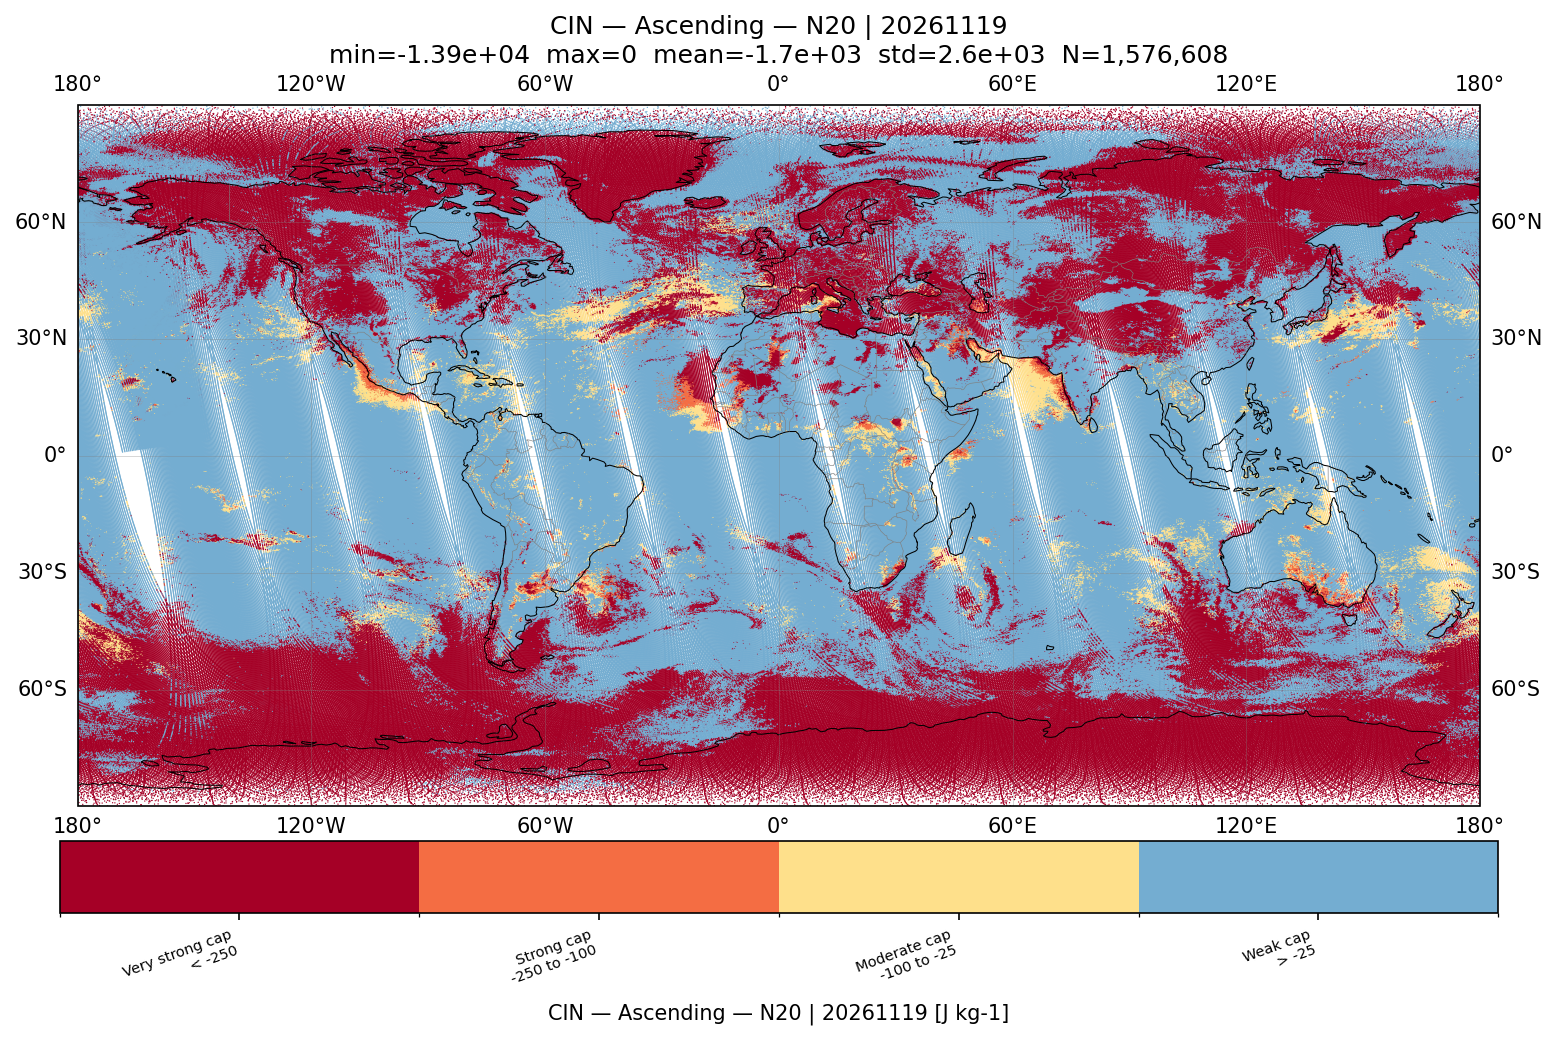 CIN — Ascending — N20 | 20261119
min=-1.39e+04  max=0  mean=-1.7e+03  std=2.6e+03  N=1,576,608
180° 120°W 60°W 0° 60°E 120°E 180°
60°N 60°N
30°N 30°N
0° 0°
30°S 30°S
60°S 60°S
180° 120°W 60°W 0° 60°E 120°E 180°
Very strong cap
< -250
Strong cap
-250 to -100
Moderate cap
-100 to -25
Weak cap
> -25
CIN — Ascending — N20 | 20261119 [J kg-1]